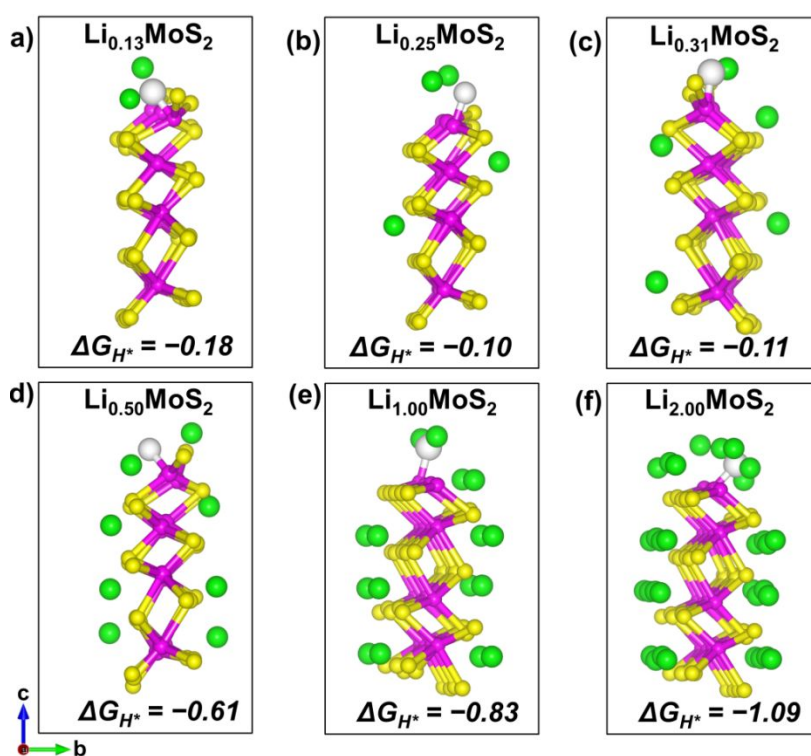 a) Li0.13MoS2 (b) Li0.25MoS2 (c) Li0.31MoS2
ΔGH* = −0.18 ΔGH* = −0.10 ΔGH* = −0.11
d) Li0.50MoS2 (e) Li1.00MoS2 (f) Li2.00MoS2
c
b
ΔGH* = −0.61 ΔGH* = −0.83 ΔGH* = −1.09